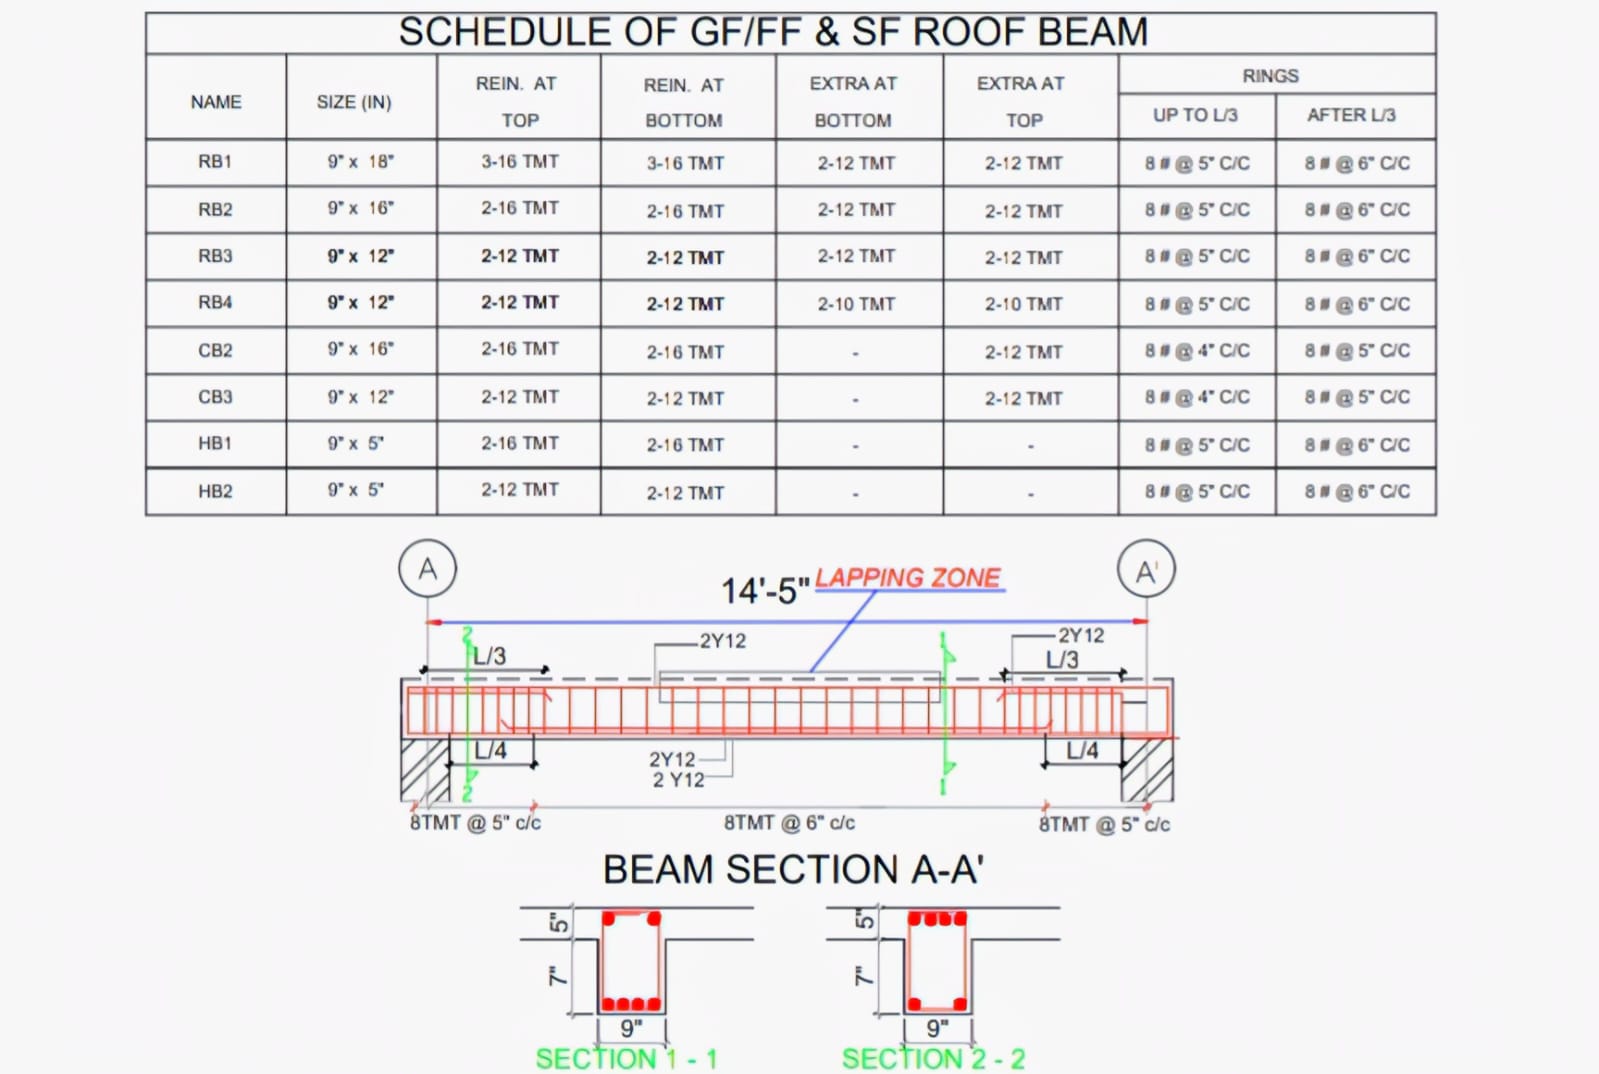 SCHEDULE OF GF/FF & SF ROOF BEAM
NAME SIZE (IN) REIN. AT TOP REIN. AT BOTTOM EXTRA AT BOTTOM EXTRA AT TOP RINGS UP TO L/3 AFTER L/3
RB1 9" x 18" 3-16 TMT 3-16 TMT 2-12 TMT 2-12 TMT 8 # @ 5" C/C 8 # @ 6" C/C
RB2 9" x 16" 2-16 TMT 2-16 TMT 2-12 TMT 2-12 TMT 8 # @ 5" C/C 8 # @ 6" C/C
RB3 9" x 12" 2-12 TMT 2-12 TMT 2-12 TMT 2-12 TMT 8 # @ 5" C/C 8 # @ 6" C/C
RB4 9" x 12" 2-12 TMT 2-12 TMT 2-10 TMT 2-10 TMT 8 # @ 5" C/C 8 # @ 6" C/C
CB2 9" x 16" 2-16 TMT 2-16 TMT - 2-12 TMT 8 # @ 4" C/C 8 # @ 5" C/C
CB3 9" x 12" 2-12 TMT 2-12 TMT - 2-12 TMT 8 # @ 4" C/C 8 # @ 5" C/C
HB1 9" x 5" 2-16 TMT 2-16 TMT - - 8 # @ 5" C/C 8 # @ 6" C/C
HB2 9" x 5" 2-12 TMT 2-12 TMT - - 8 # @ 5" C/C 8 # @ 6" C/C
A 14'-5" LAPPING ZONE A'
2 2Y12 1 2Y12
L/3 L/3
L/4 2Y12 L/4
2 Y12
2 1
8TMT @ 5" c/c 8TMT @ 6" c/c 8TMT @ 5" c/c
BEAM SECTION A-A'
5" 5"
7" 7"
9" 9"
SECTION 1 - 1 SECTION 2 - 2